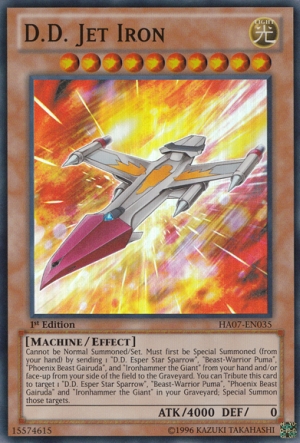 D.D. Jet Iron
LIGHT
光
1st Edition
HA07-EN035
[Machine / Effect]
Cannot be Normal Summoned/Set. Must first be Special Summoned (from
your hand) by sending 1 "D.D. Esper Star Sparrow", "Beast-Warrior Puma",
"Phoenix Beast Gairuda", and "Ironhammer the Giant" from your hand and/or
face-up from your side of the field to the Graveyard. You can Tribute this card
to target 1 "D.D. Esper Star Sparrow", "Beast-Warrior Puma", "Phoenix Beast
Gairuda" and "Ironhammer the Giant" in your Graveyard; Special Summon
those targets.
ATK/4000 DEF/ 0
15574615
©1996 KAZUKI TAKAHASHI